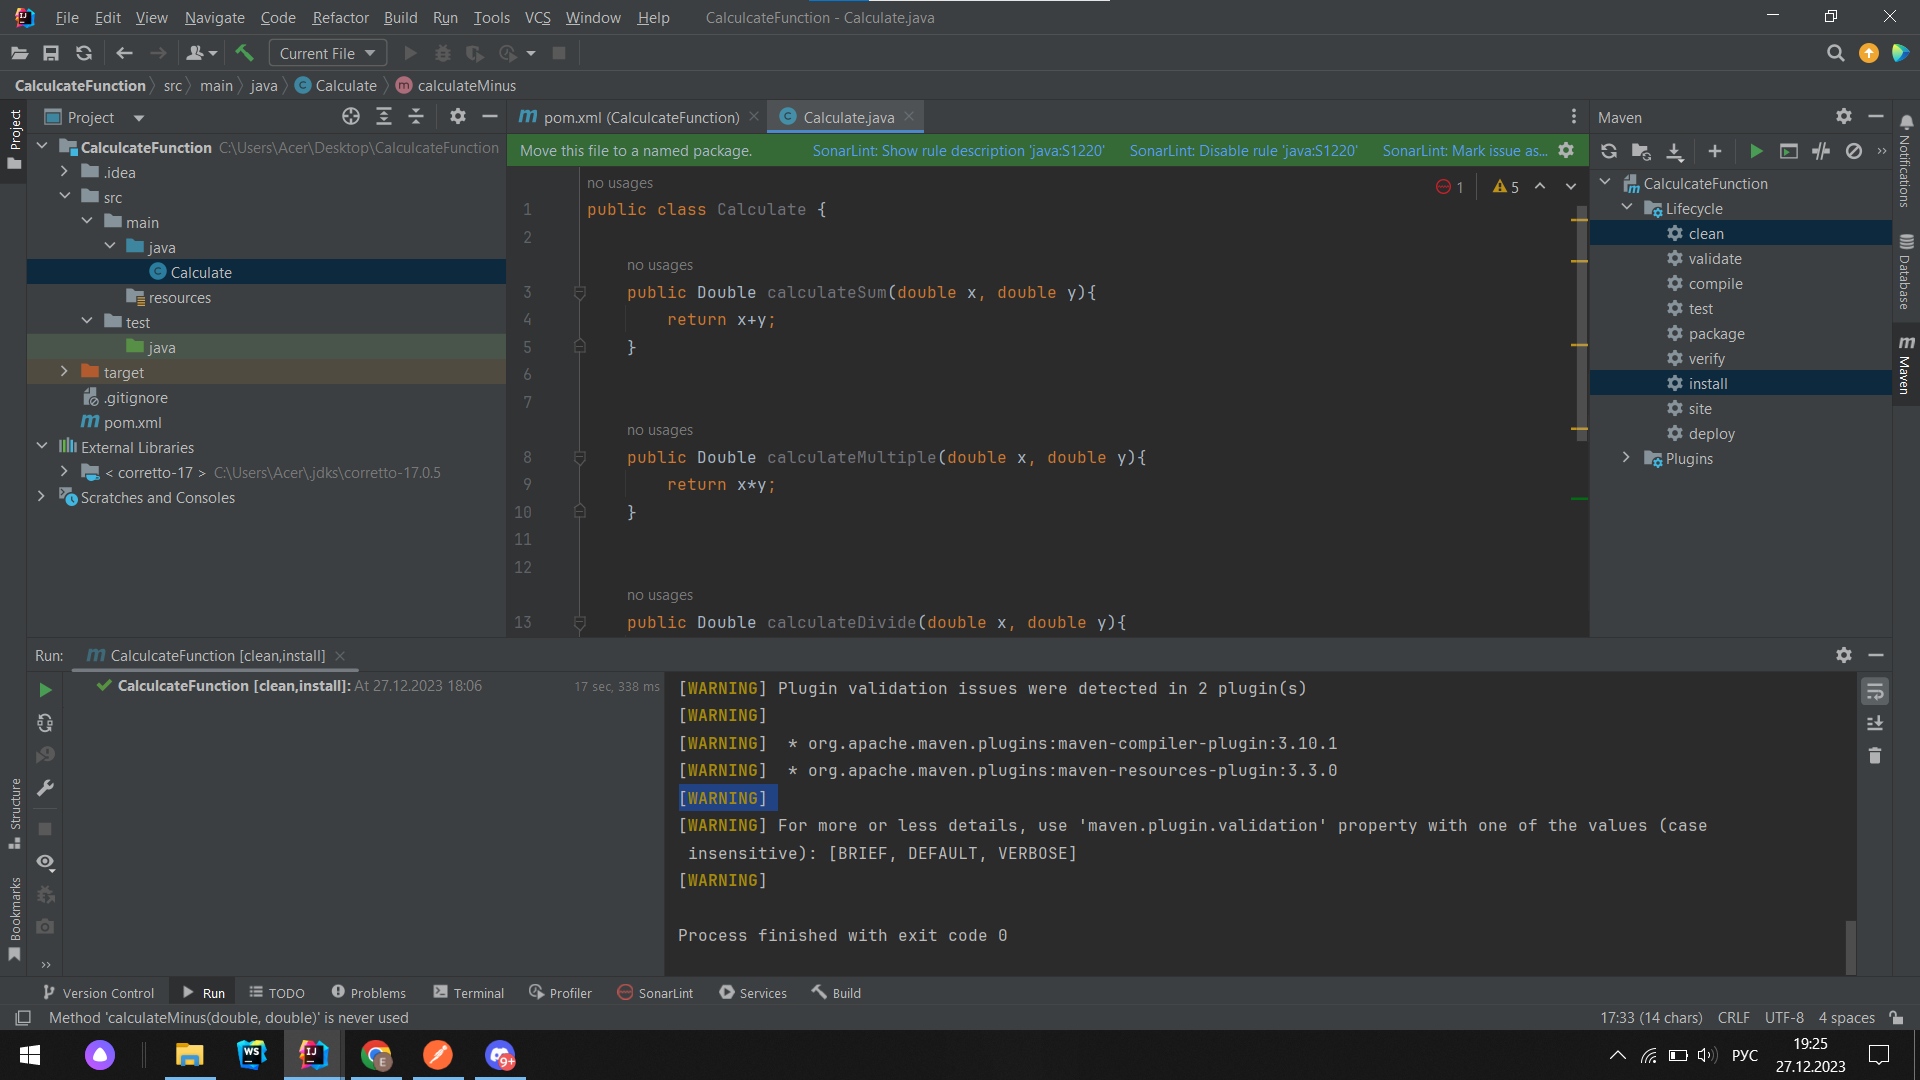 File Edit View Navigate Code Refactor Build Run Tools VCS Window Help CalculcateFunction - Calculate.java
Current File
CalculcateFunction src main java Calculate calculateMinus
Project
Project
CalculcateFunction C:\Users\Acer\Desktop\CalculcateFunction
.idea
src
main
java
Calculate
resources
test
java
target
.gitignore
pom.xml
External Libraries
< corretto-17 > C:\Users\Acer\.jdks\corretto-17.0.5
Scratches and Consoles
pom.xml (CalculcateFunction) Calculate.java
Move this file to a named package. SonarLint: Show rule description 'java:S1220' SonarLint: Disable rule 'java:S1220' SonarLint: Mark issue as...
1 5
no usages
1 public class Calculate {
2
no usages
3 public Double calculateSum(double x, double y){
4 return x+y;
5 }
6
7
no usages
8 public Double calculateMultiple(double x, double y){
9 return x*y;
10 }
11
12
no usages
13 public Double calculateDivide(double x, double y){
Maven
CalculcateFunction
Lifecycle
clean
validate
compile
test
package
verify
install
site
deploy
Plugins
Notifications
Database
Maven
Run: CalculcateFunction [clean,install]
CalculcateFunction [clean,install]: At 27.12.2023 18:06 17 sec, 338 ms
[WARNING] Plugin validation issues were detected in 2 plugin(s)
[WARNING]
[WARNING]  * org.apache.maven.plugins:maven-compiler-plugin:3.10.1
[WARNING]  * org.apache.maven.plugins:maven-resources-plugin:3.3.0
[WARNING]
[WARNING] For more or less details, use 'maven.plugin.validation' property with one of the values (case
insensitive): [BRIEF, DEFAULT, VERBOSE]
[WARNING]
Process finished with exit code 0
Structure
Bookmarks
Version Control Run TODO Problems Terminal Profiler SonarLint Services Build
Method 'calculateMinus(double, double)' is never used 17:33 (14 chars) CRLF UTF-8 4 spaces
WS IJ E 9+ РУС 19:25
27.12.2023